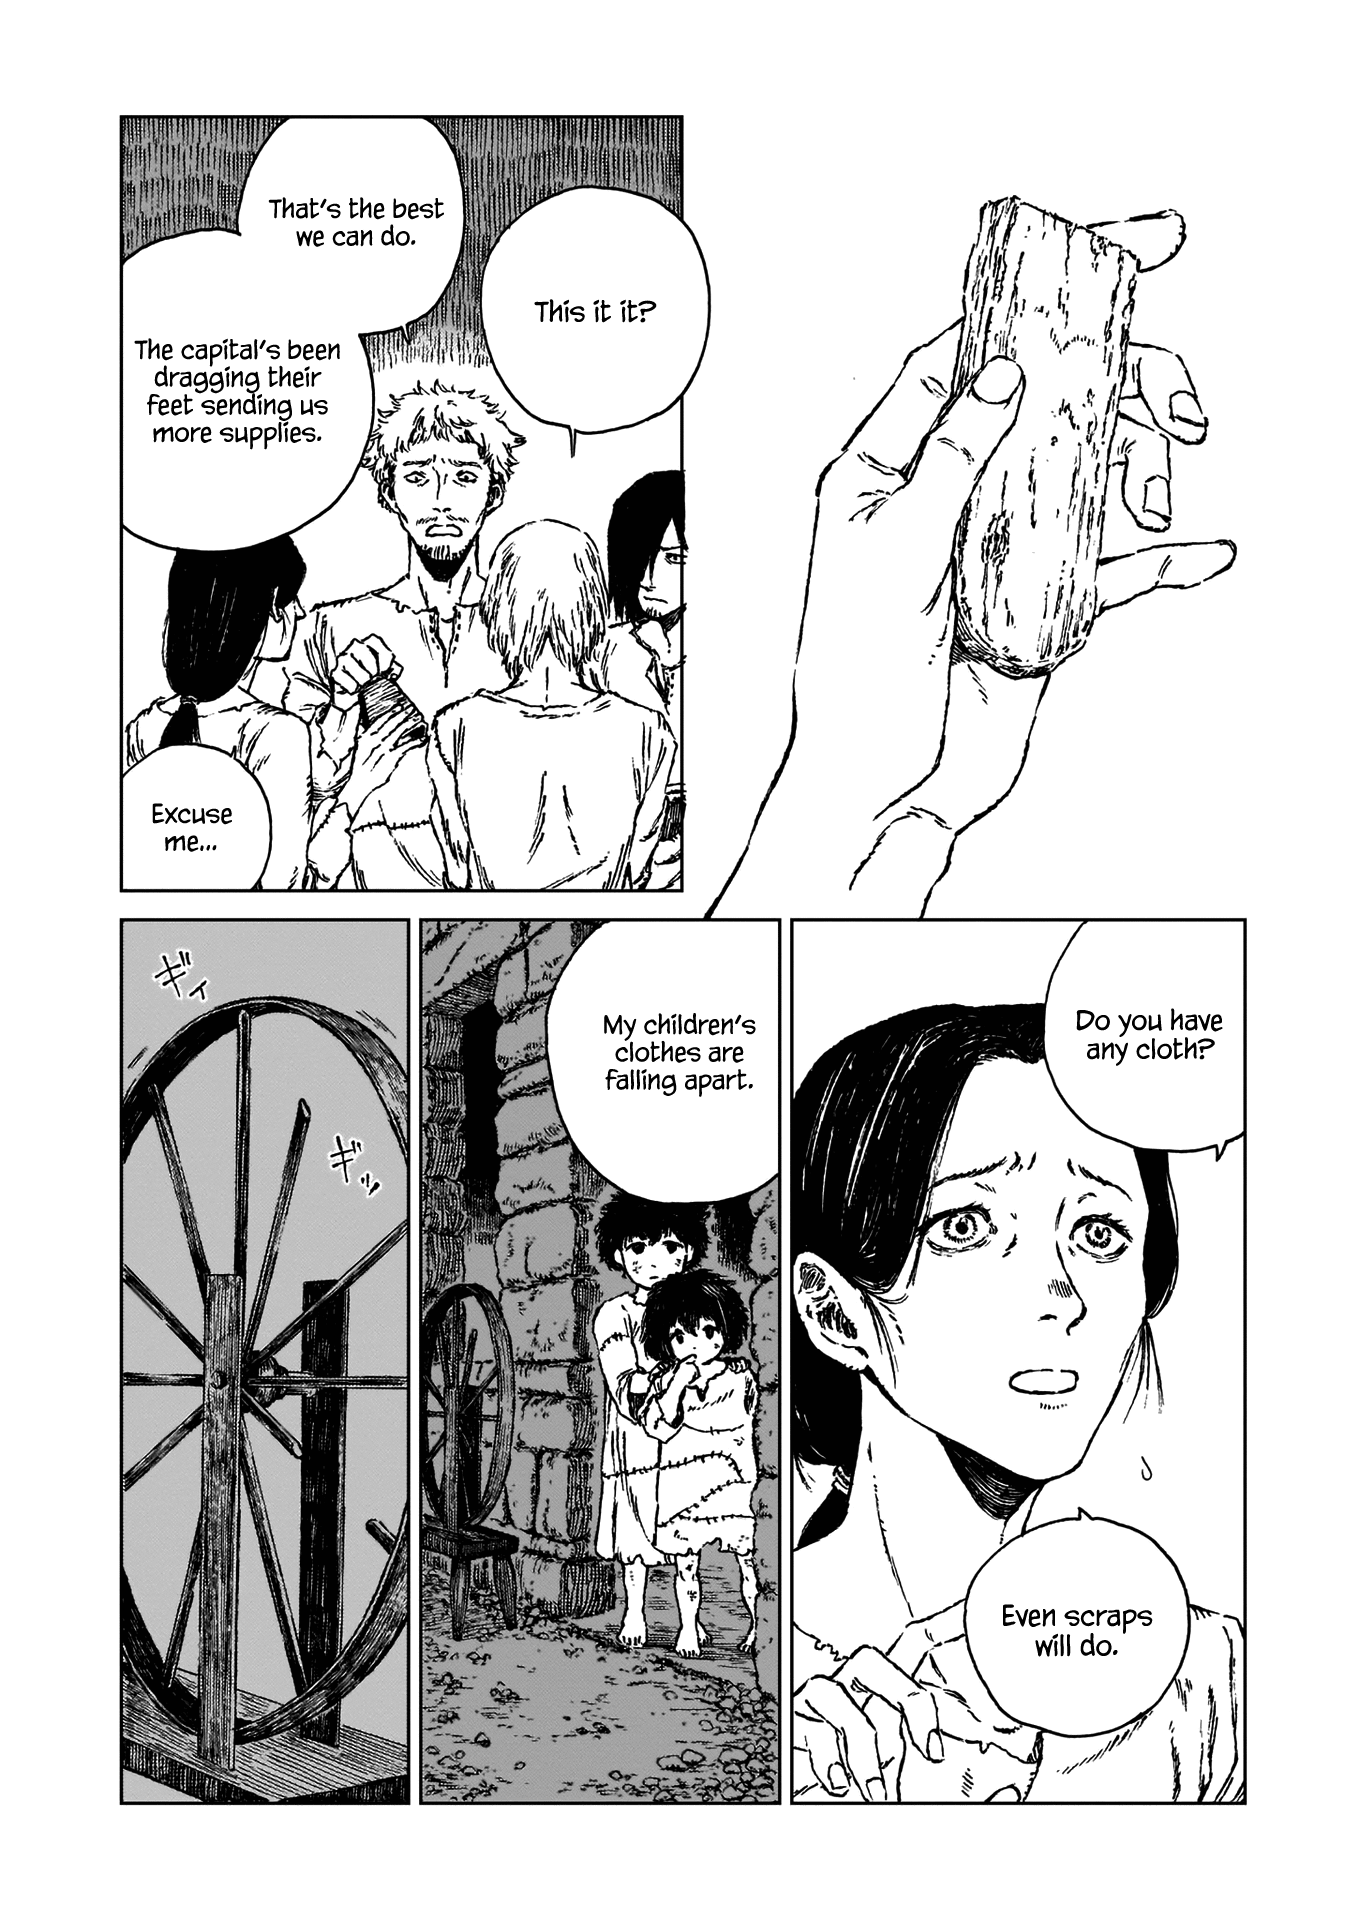 This it it?
That's the best
we can do.
The capital's been
dragging their
feet sending us
more supplies.
Excuse
me...
Do you have
any cloth?
Even scraps
will do.
My children's
clothes are
falling apart.
ギィ
ギッ